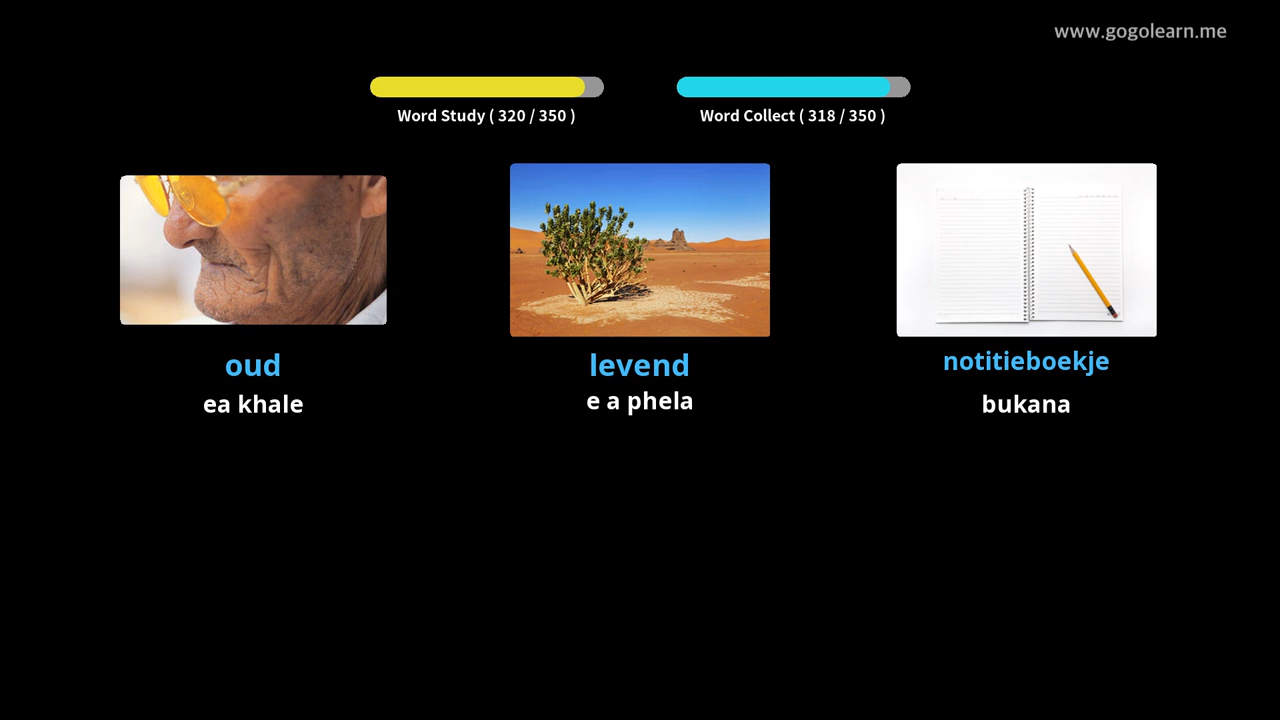 www.gogolearn.me
Word Study ( 320 / 350 )
Word Collect ( 318 / 350 )
oud
ea khale
levend
e a phela
notitieboekje
bukana